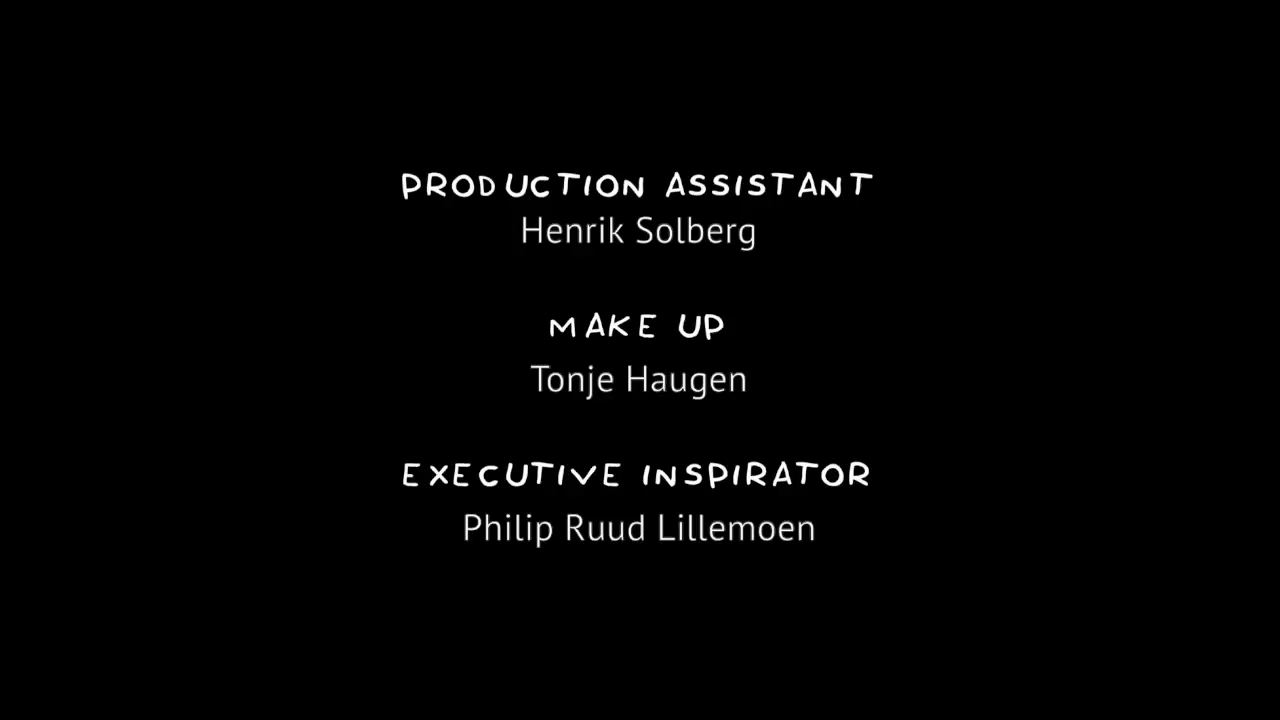 PRODUCTION ASSISTANT
Henrik Solberg
MAKE UP
Tonje Haugen
EXECUTIVE INSPIRATOR
Philip Ruud Lillemoen